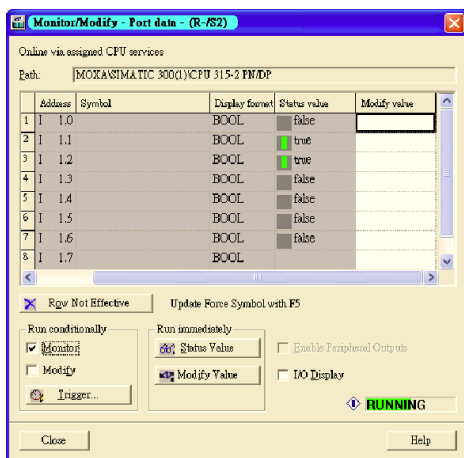 Monitor/Modify - Port data - (R-/S2)
Online via assigned CPU services
Path: MOXA\SIMATIC 300(1)\CPU 315-2 PN/DP
Address Symbol Display format Status value Modify value
1 I 1.0 BOOL false
2 I 1.1 BOOL true
3 I 1.2 BOOL true
4 I 1.3 BOOL false
5 I 1.4 BOOL false
6 I 1.5 BOOL false
7 I 1.6 BOOL false
8 I 1.7 BOOL
Row Not Effective Update Force Symbol with F5
Run conditionally Run immediately
Monitor Status Value Enable Peripheral Outputs
Modify Modify Value I/O Display
Trigger...
RUNNING
Close Help